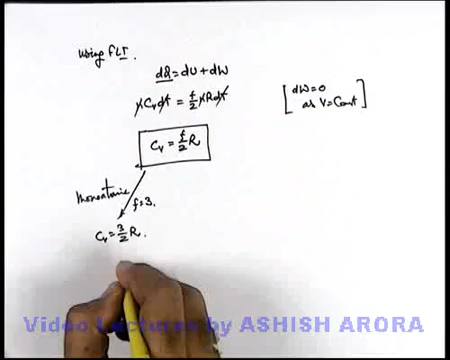 using FLT.
dQ = dU + dW
μCvdt = f/2 μRdt
[dW=0
as V=Const]
Cv = f/2 R
Monoatomic
f=3.
Cv = 3/2 R.
Video Lectures by ASHISH ARORA